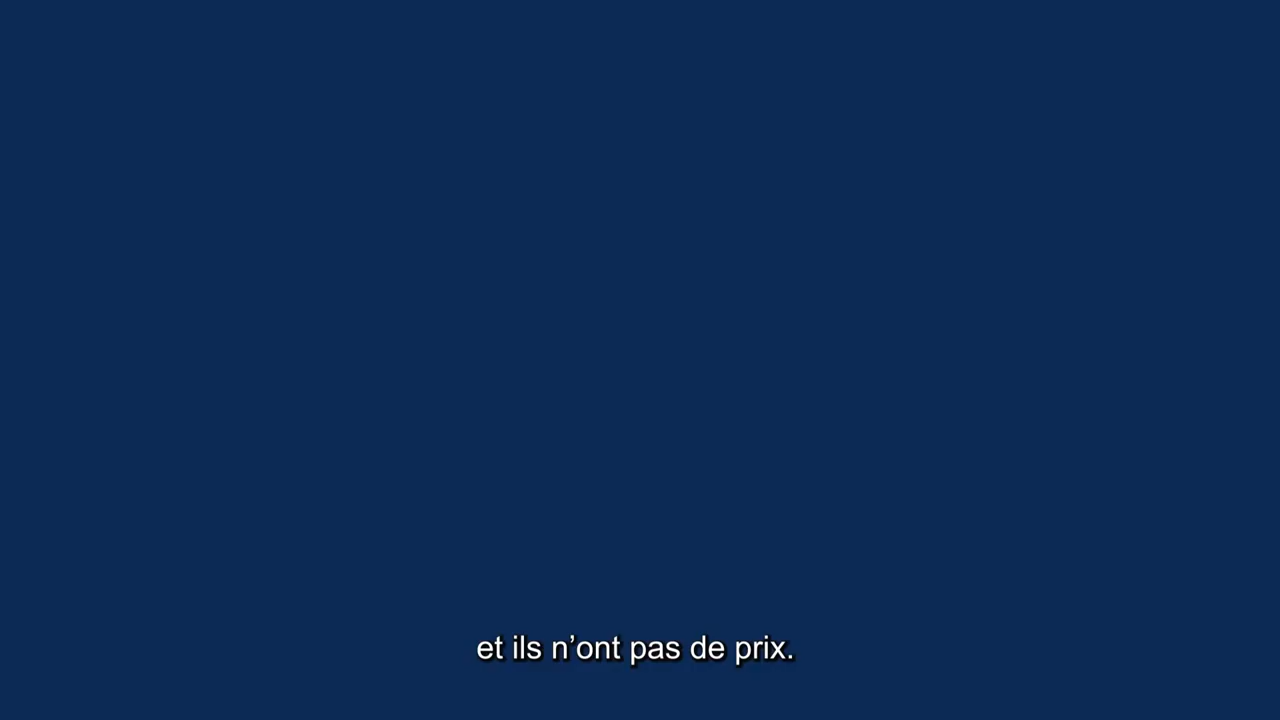 et ils n’ont pas de prix.